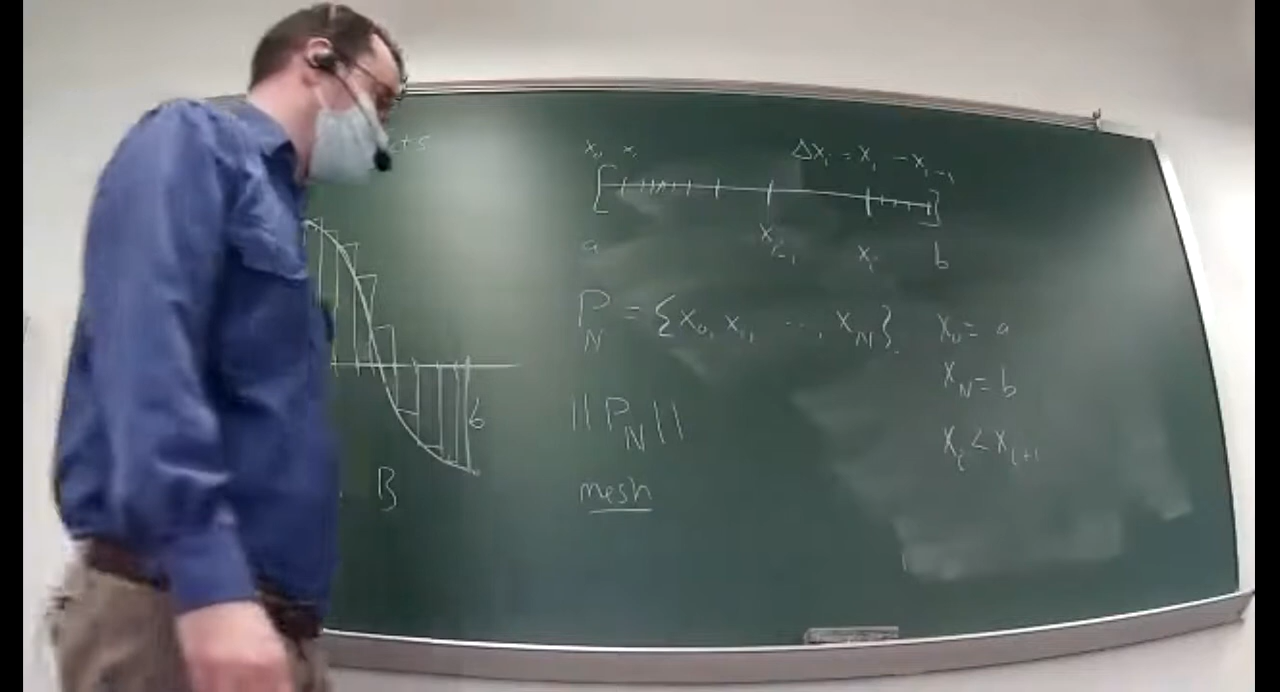 x₀, x₁ Δxᵢ = xᵢ - xᵢ₋₁
xᵢ₋₁ xᵢ
a b
P_N = {x₀, x₁, ..., x_N}. x₀ = a
x_N = b
||P_N||
b
xᵢ < xᵢ₊₁
B
mesh